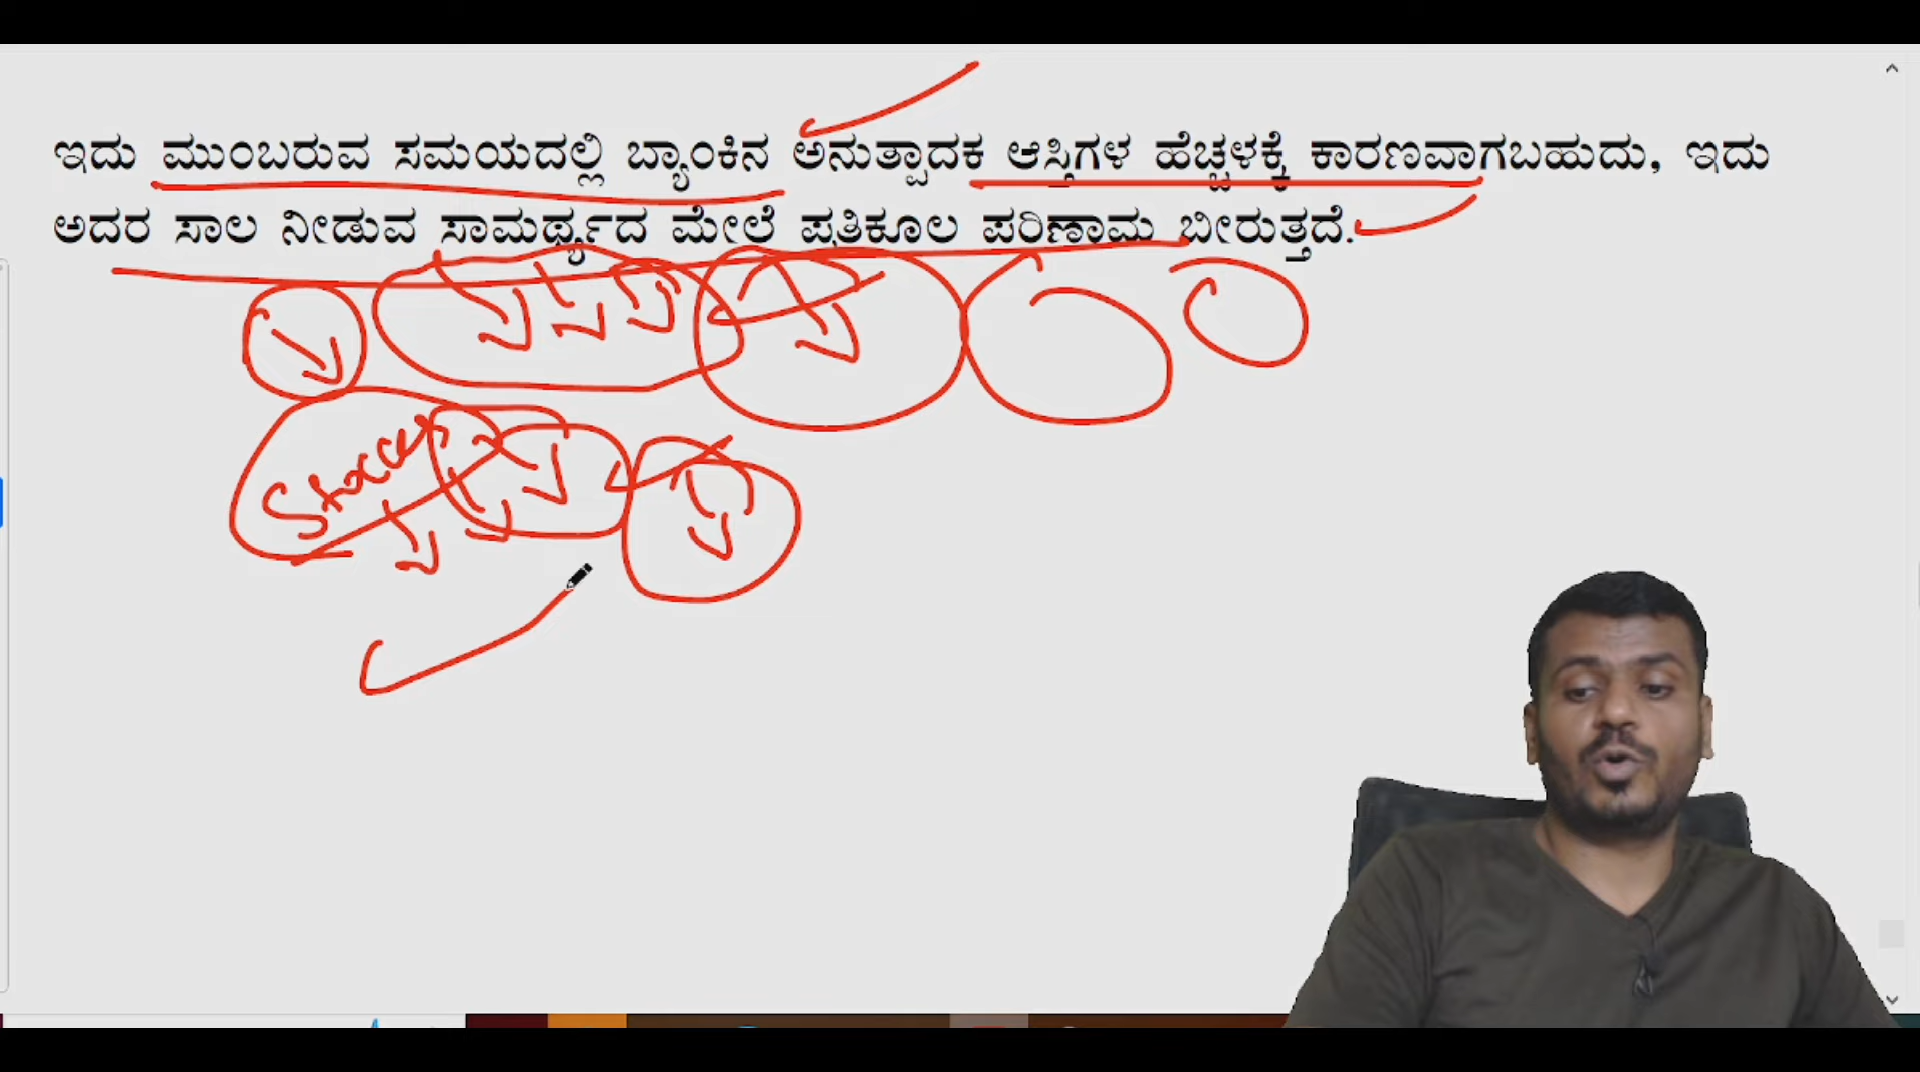 ಇದು ಮುಂಬರುವ ಸಮಯದಲ್ಲಿ ಬ್ಯಾಂಕಿನ ಅನುತ್ಪಾದಕ ಆಸ್ತಿಗಳ ಹೆಚ್ಚಳಕ್ಕೆ ಕಾರಣವಾಗಬಹುದು, ಇದು
ಅದರ ಸಾಲ ನೀಡುವ ಸಾಮರ್ಥ್ಯದ ಮೇಲೆ ಪ್ರತಿಕೂಲ ಪರಿಣಾಮ ಬೀರುತ್ತದೆ.